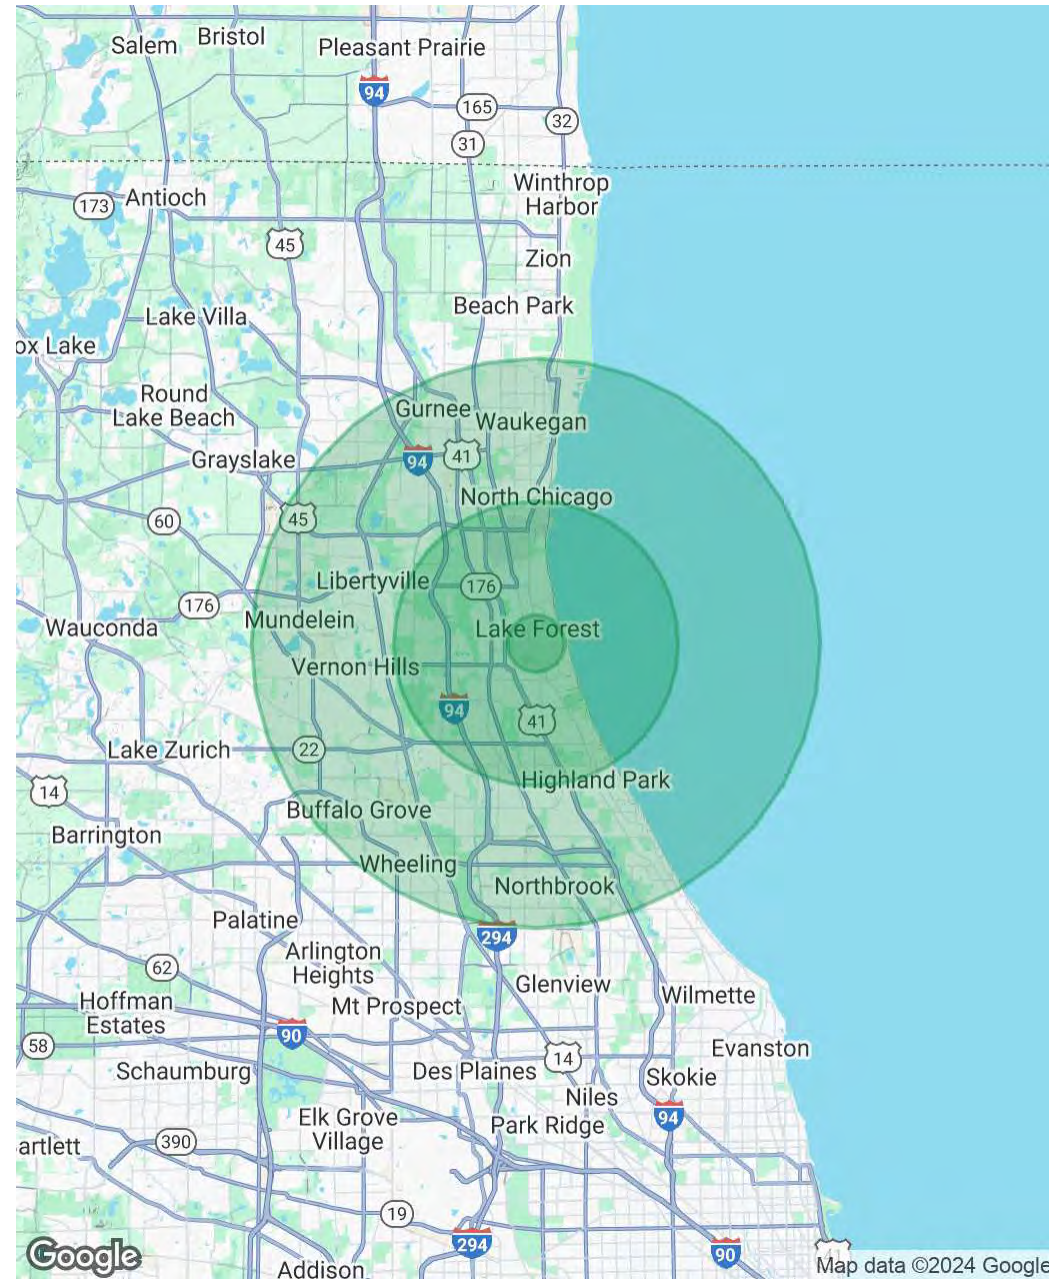 Salem
Bristol
Pleasant Prairie
94
165
32
31
Winthrop
Harbor
173
Antioch
45
Zion
Beach Park
Lake Villa
ox Lake
Round
Lake Beach
Gurnee
Waukegan
Grayslake
94
41
North Chicago
60
45
Libertyville
176
176
Mundelein
Wauconda
Lake Forest
Vernon Hills
94
41
Lake Zurich
22
Highland Park
14
Buffalo Grove
Barrington
Wheeling
Northbrook
Palatine
294
Arlington
Heights
62
Glenview
Wilmette
Hoffman
Estates
Mt Prospect
90
58
Evanston
14
Schaumburg
Des Plaines
Skokie
Niles
94
Elk Grove
Village
Park Ridge
390
artlett
19
294
90
41
Google
Addison
Map data ©2024 Google